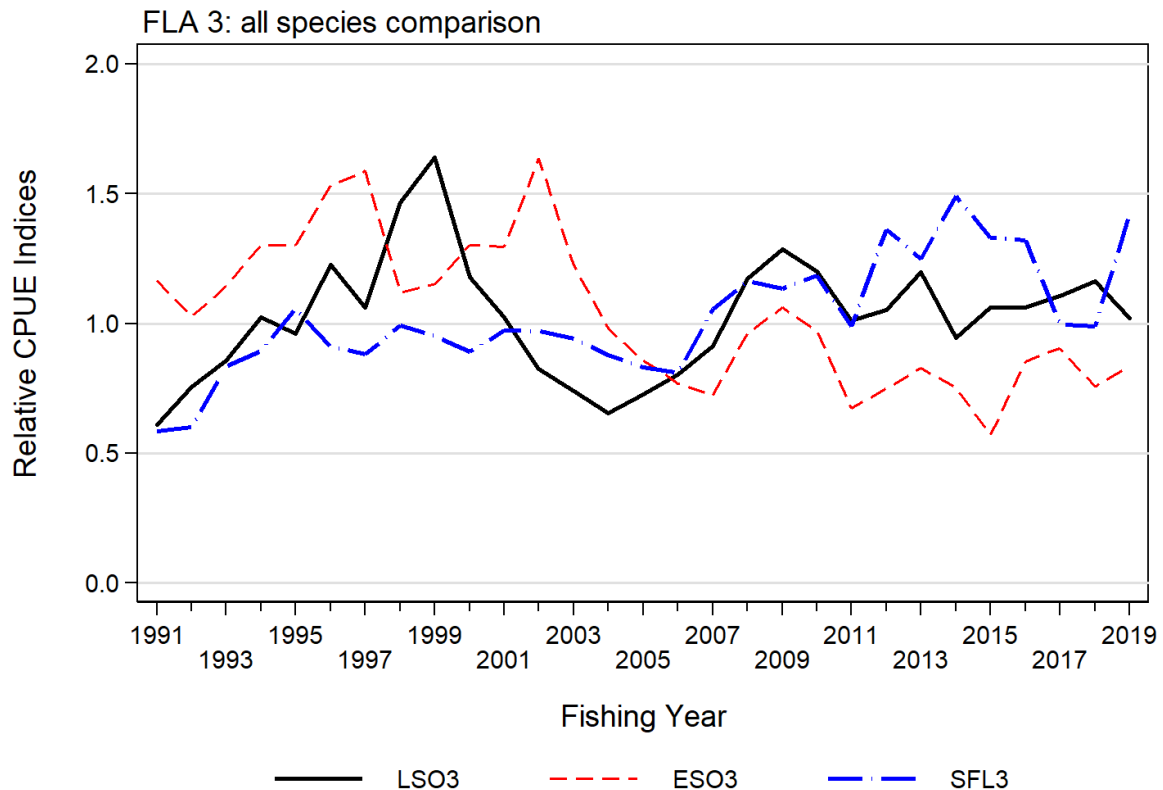 FLA 3: all species comparison
Relative CPUE Indices
2.0
1.5
1.0
0.5
0.0
1991 1995 1999 2003 2007 2011 2015 2019
1993 1997 2001 2005 2009 2013 2017
Fishing Year
LSO3 ESO3 SFL3